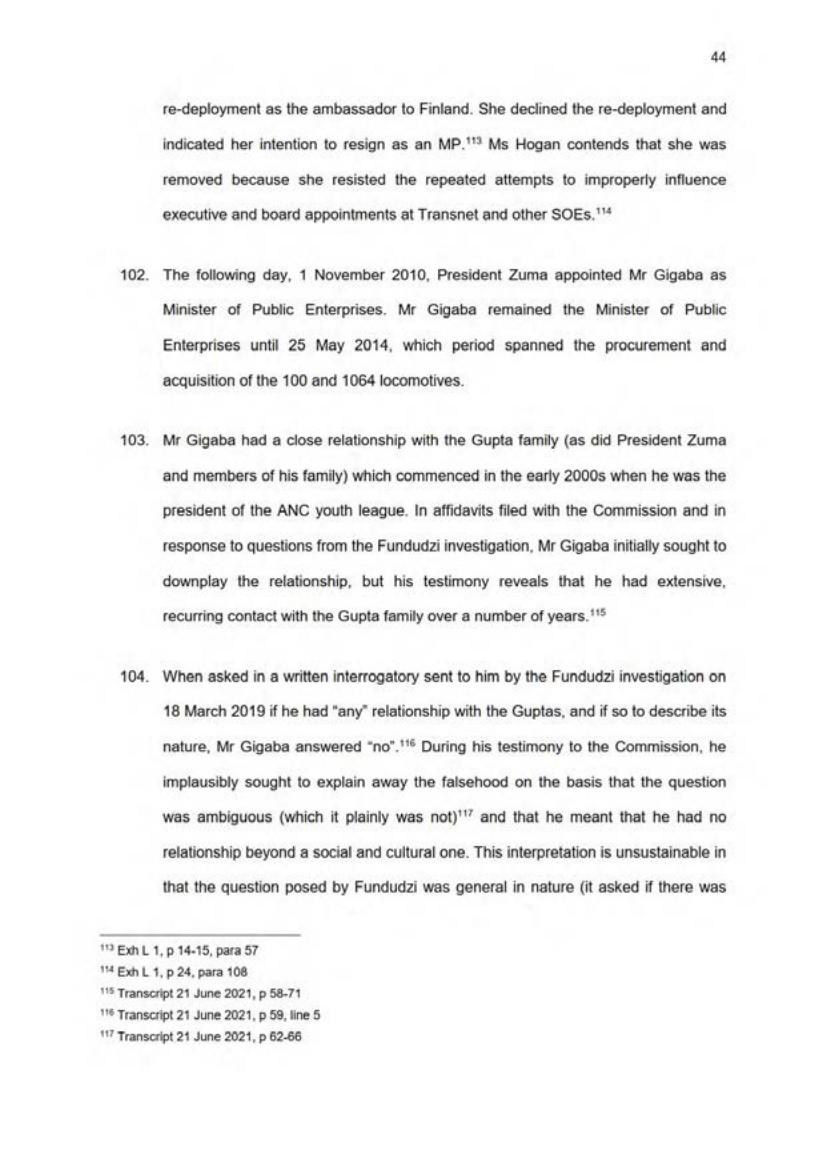 44
re-deployment as the ambassador to Finland. She declined the re-deployment and
indicated her intention to resign as an MP.¹¹³ Ms Hogan contends that she was
removed because she resisted the repeated attempts to improperly influence
executive and board appointments at Transnet and other SOEs.¹¹⁴
102. The following day, 1 November 2010, President Zuma appointed Mr Gigaba as
Minister of Public Enterprises. Mr Gigaba remained the Minister of Public
Enterprises until 25 May 2014, which period spanned the procurement and
acquisition of the 100 and 1064 locomotives.
103. Mr Gigaba had a close relationship with the Gupta family (as did President Zuma
and members of his family) which commenced in the early 2000s when he was the
president of the ANC youth league. In affidavits filed with the Commission and in
response to questions from the Fundudzi investigation, Mr Gigaba initially sought to
downplay the relationship, but his testimony reveals that he had extensive,
recurring contact with the Gupta family over a number of years.¹¹⁵
104. When asked in a written interrogatory sent to him by the Fundudzi investigation on
18 March 2019 if he had “any” relationship with the Guptas, and if so to describe its
nature, Mr Gigaba answered “no”.¹¹⁶ During his testimony to the Commission, he
implausibly sought to explain away the falsehood on the basis that the question
was ambiguous (which it plainly was not)¹¹⁷ and that he meant that he had no
relationship beyond a social and cultural one. This interpretation is unsustainable in
that the question posed by Fundudzi was general in nature (it asked if there was
¹¹³ Exh L 1, p 14-15, para 57
¹¹⁴ Exh L 1, p 24, para 108
¹¹⁵ Transcript 21 June 2021, p 58-71
¹¹⁶ Transcript 21 June 2021, p 59, line 5
¹¹⁷ Transcript 21 June 2021, p 62-66